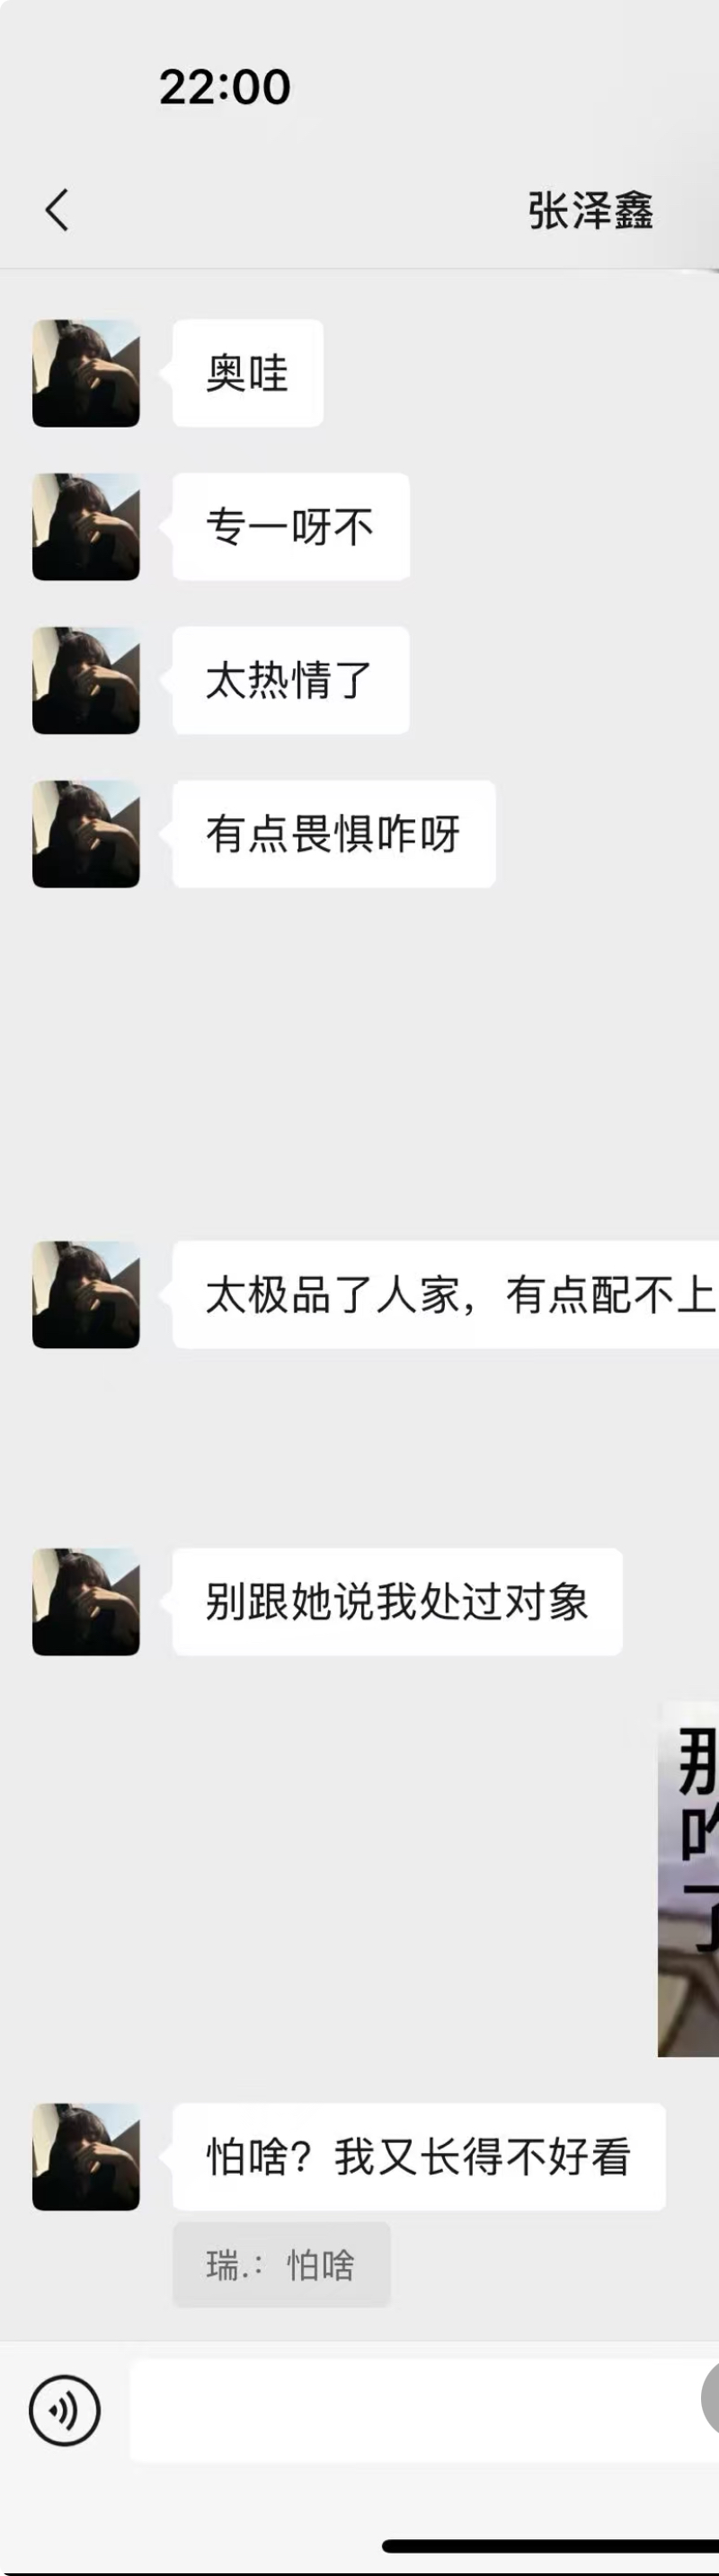 22:00
张泽鑫
奥哇
专一呀不
太热情了
有点畏惧咋呀
太极品了人家，有点配不上
别跟她说我处过对象
怕啥？我又长得不好看
瑞.：怕啥